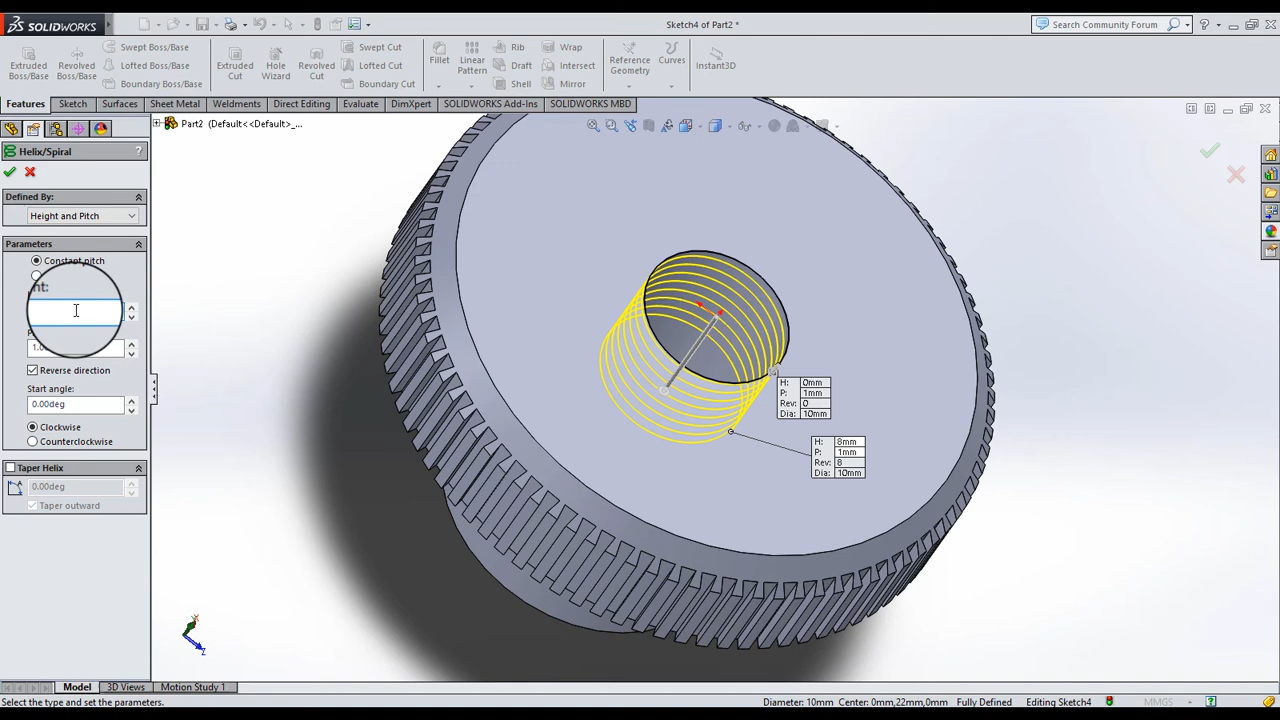 SOLIDWORKS
Sketch4 of Part2 *
Search Community Forum
Extruded Boss/Base
Revolved Boss/Base
Swept Boss/Base
Lofted Boss/Base
Boundary Boss/Base
Extruded Cut
Hole Wizard
Revolved Cut
Swept Cut
Lofted Cut
Boundary Cut
Fillet
Linear Pattern
Rib
Draft
Shell
Wrap
Intersect
Mirror
Reference Geometry
Curves
Instant3D
Features
Sketch
Surfaces
Sheet Metal
Weldments
Direct Editing
Evaluate
DimXpert
SOLIDWORKS Add-Ins
SOLIDWORKS MBD
Part2 (Default<<Default>_...
Helix/Spiral
?
Defined By:
Height and Pitch
Parameters
Constant pitch
nt:
1.0
Reverse direction
Start angle:
0.00deg
Clockwise
Counterclockwise
Taper Helix
0.00deg
Taper outward
H: 0mm
P: 1mm
Rev: 0
Dia: 10mm
H: 8mm
P: 1mm
Rev: 8
Dia: 10mm
X
Z
Model
3D Views
Motion Study 1
Select the type and set the parameters.
Diameter: 10mm Center: 0mm,22mm,0mm
Fully Defined
Editing Sketch4
MMGS